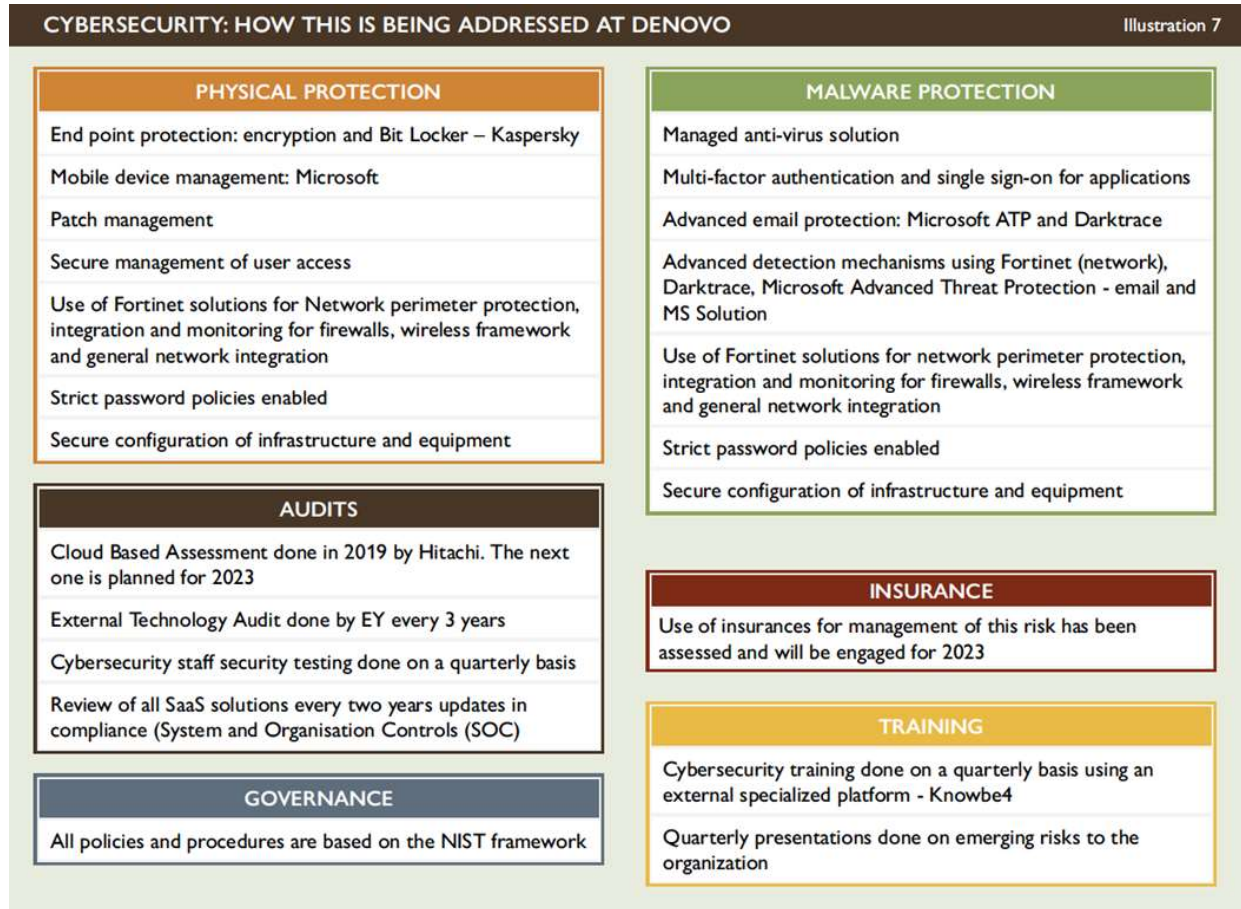 CYBERSECURITY: HOW THIS IS BEING ADDRESSED AT DENOVO
Illustration 7
PHYSICAL PROTECTION
End point protection: encryption and Bit Locker – Kaspersky
Mobile device management: Microsoft
Patch management
Secure management of user access
Use of Fortinet solutions for Network perimeter protection,
integration and monitoring for firewalls, wireless framework
and general network integration
Strict password policies enabled
Secure configuration of infrastructure and equipment
AUDITS
Cloud Based Assessment done in 2019 by Hitachi. The next
one is planned for 2023
External Technology Audit done by EY every 3 years
Cybersecurity staff security testing done on a quarterly basis
Review of all SaaS solutions every two years updates in
compliance (System and Organisation Controls (SOC)
GOVERNANCE
All policies and procedures are based on the NIST framework
MALWARE PROTECTION
Managed anti-virus solution
Multi-factor authentication and single sign-on for applications
Advanced email protection: Microsoft ATP and Darktrace
Advanced detection mechanisms using Fortinet (network),
Darktrace, Microsoft Advanced Threat Protection - email and
MS Solution
Use of Fortinet solutions for network perimeter protection,
integration and monitoring for firewalls, wireless framework
and general network integration
Strict password policies enabled
Secure configuration of infrastructure and equipment
INSURANCE
Use of insurances for management of this risk has been
assessed and will be engaged for 2023
TRAINING
Cybersecurity training done on a quarterly basis using an
external specialized platform - Knowbe4
Quarterly presentations done on emerging risks to the
organization